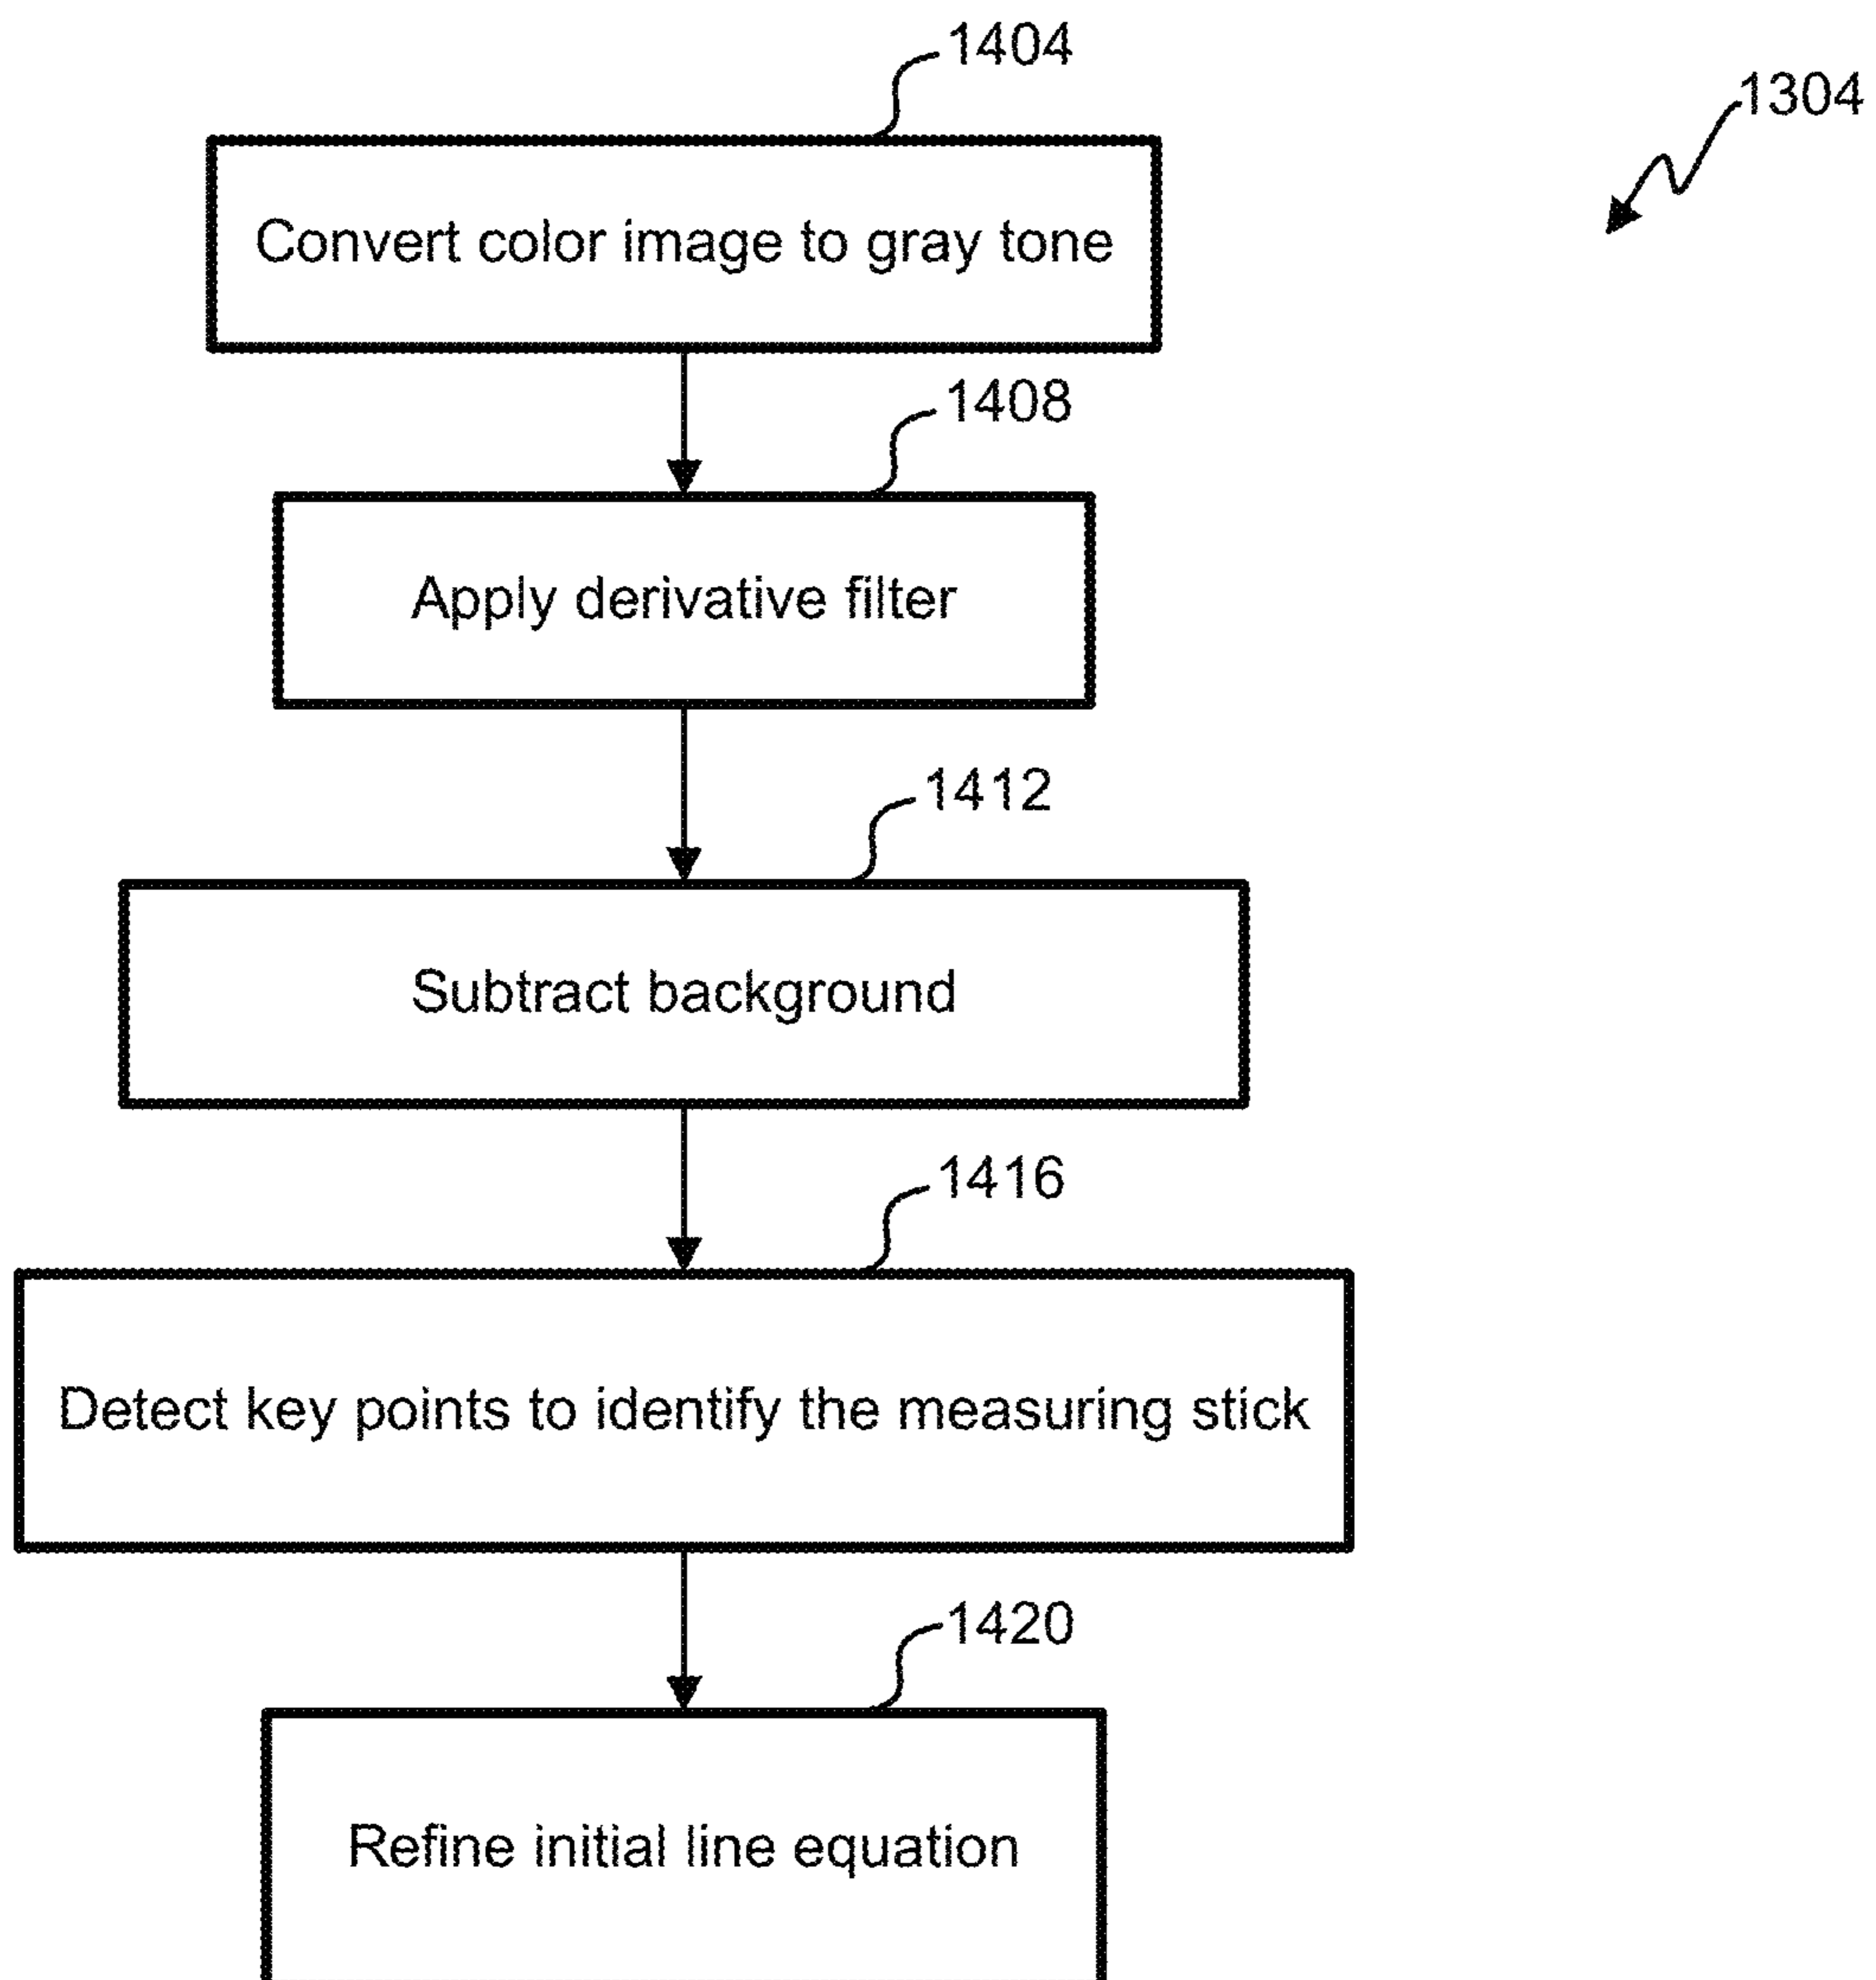 1404
1304
Convert color image to gray tone
1408
Apply derivative filter
1412
Subtract background
1416
Detect key points to identify the measuring stick
1420
Refine initial line equation